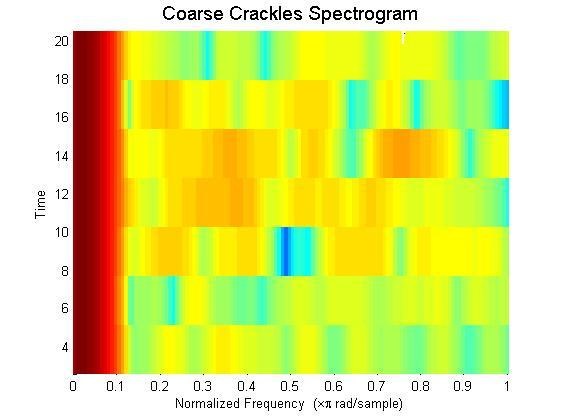 Coarse Crackles Spectrogram
20
18
16
14
12
10
8
6
4
Time
0 0.1 0.2 0.3 0.4 0.5 0.6 0.7 0.8 0.9 1
Normalized Frequency (×π rad/sample)